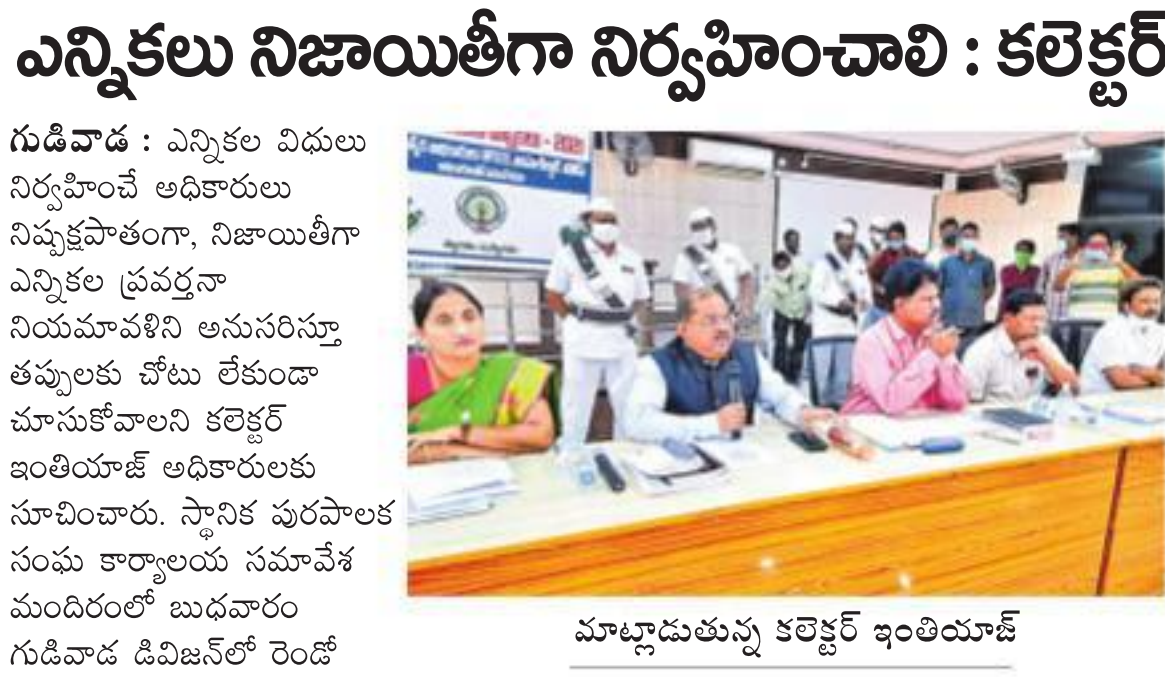 ఎన్నికలు నిజాయితీగా నిర్వహించాలి : కలెక్టర్
గుడివాడ : ఎన్నికల విధులు
నిర్వహించే అధికారులు
నిష్పక్షపాతంగా, నిజాయితీగా
ఎన్నికల ప్రవర్తనా
నియమావళిని అనుసరిస్తూ
తప్పులకు చోటు లేకుండా
చూసుకోవాలని కలెక్టర్
ఇంతియాజ్ అధికారులకు
సూచించారు. స్థానిక పురపాలక
సంఘ కార్యాలయ సమావేశ
మందిరంలో బుధవారం
గుడివాడ డివిజన్‌లో రెండో
మాట్లాడుతున్న కలెక్టర్ ఇంతియాజ్